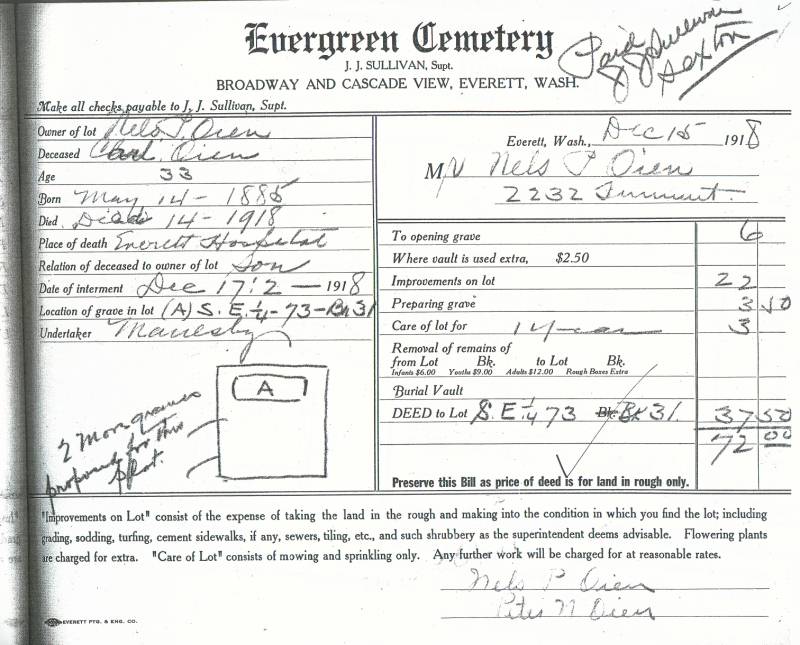 Evergreen Cemetery
J. J. SULLIVAN, Supt.
BROADWAY AND CASCADE VIEW, EVERETT, WASH.
Paid
J J Sullivan
Sexton
Make all checks payable to J. J. Sullivan, Supt.
Owner of lot Nels P. Oien
Deceased Carl Oien
Age 33
Born May 14 - 1885
Died 14 - 1918
Place of death Everett Hospital
Relation of deceased to owner of lot Son
Date of interment Dec 17 : 2 — 1918
Location of grave in lot (A) S. E. 1/4 - 73 - Bk 31
Undertaker
A
2 More graves
proposed for this
plot.
Everett, Wash., Dec 15 1918
M Nels P Oien
2232
To opening grave 6
Where vault is used extra, $2.50
Improvements on lot 22
Preparing grave 3 50
Care of lot for 1 year 3
Removal of remains of
from Lot Bk. to Lot Bk.
Infants $6.00 Youths $9.00 Adults $12.00 Rough Boxes Extra
Burial Vault
DEED to Lot S. E 1/4 73 Bk. Bk 31. 37 50
72 00
Preserve this Bill as price of deed is for land in rough only.
"Improvements on Lot" consist of the expense of taking the land in the rough and making into the condition in which you find the lot; including
grading, sodding, turfing, cement sidewalks, if any, sewers, tiling, etc., and such shrubbery as the superintendent deems advisable. Flowering plants
are charged for extra. "Care of Lot" consists of mowing and sprinkling only. Any further work will be charged for at reasonable rates.
Nels P Oien
Peter N Oien
EVERETT PTG. & ENG. CO.